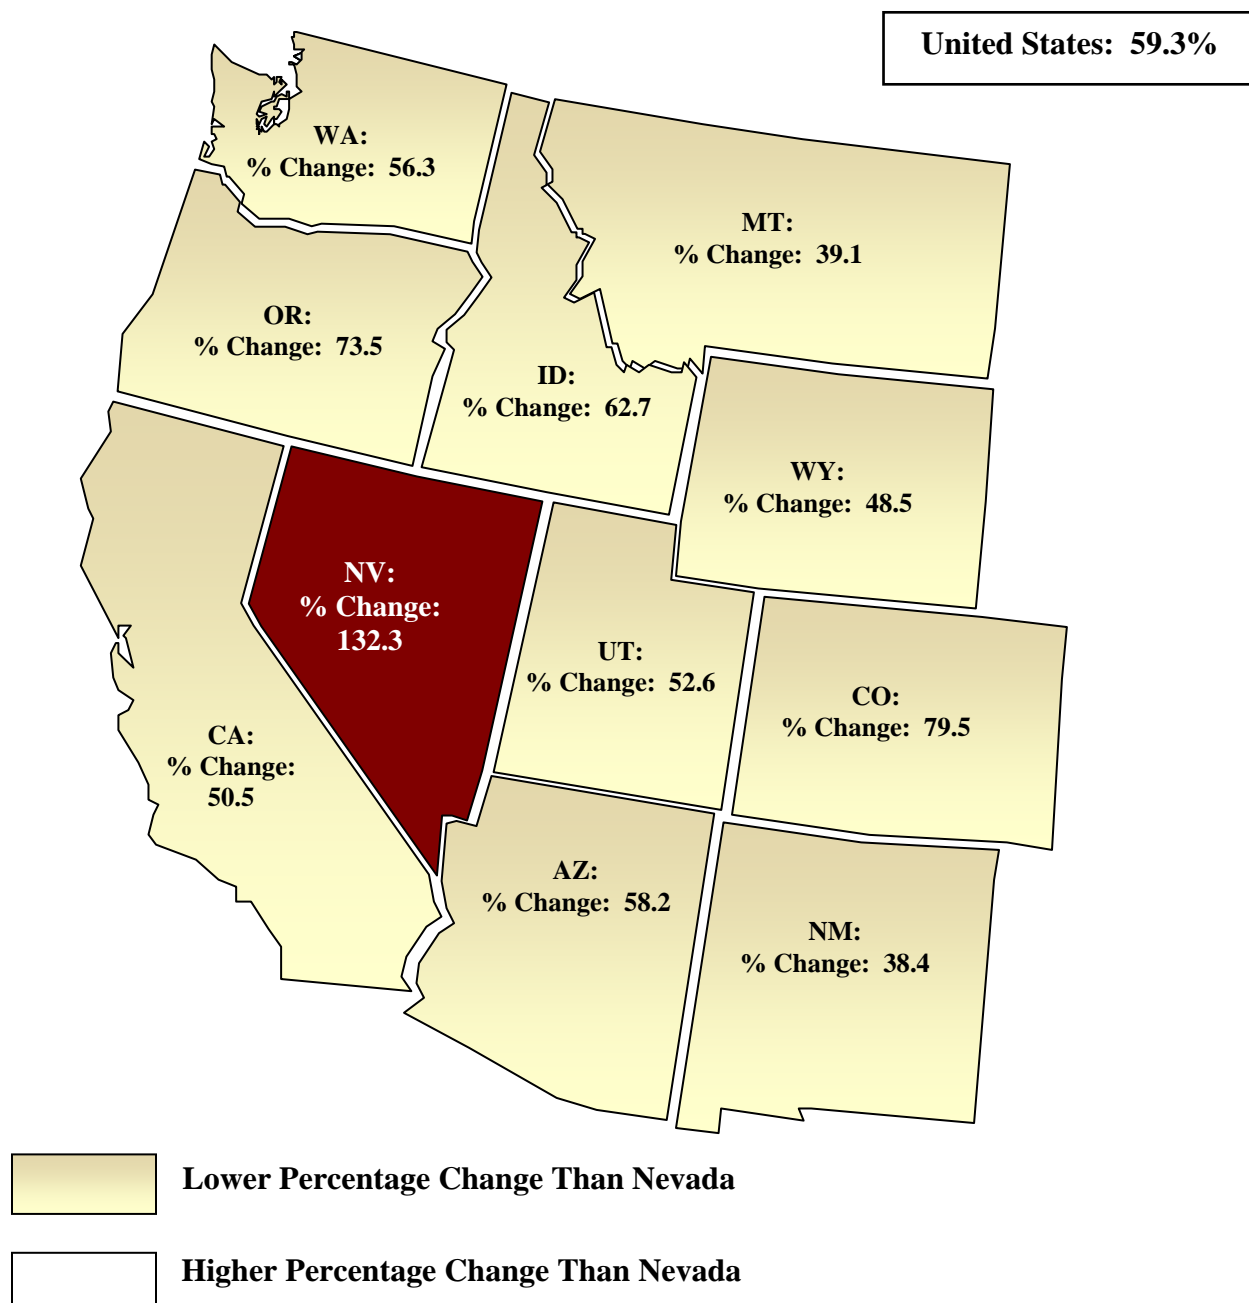 United States: 59.3%
WA:
% Change: 56.3
MT:
% Change: 39.1
OR:
% Change: 73.5
ID:
% Change: 62.7
WY:
% Change: 48.5
NV:
% Change:
132.3
UT:
% Change: 52.6
CO:
% Change: 79.5
CA:
% Change:
50.5
AZ:
% Change: 58.2
NM:
% Change: 38.4
Lower Percentage Change Than Nevada
Higher Percentage Change Than Nevada